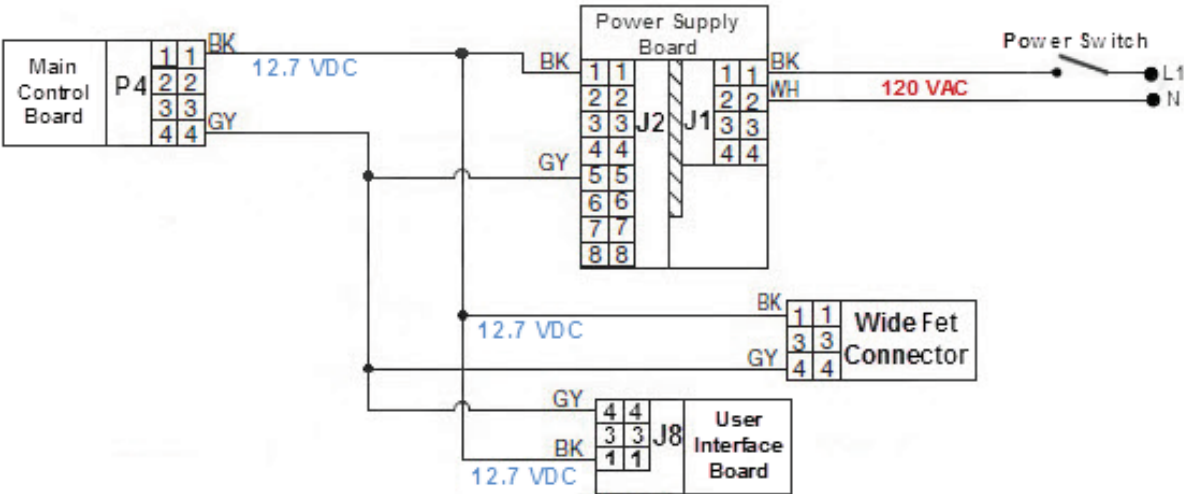 Power Supply
Board
Power Switch
Main
Control
Board
P4
1 1
2 2
3 3
4 4
BK
12.7 VDC
GY
BK
GY
1 1
2 2
3 3
4 4
5 5
6 6
7 7
8 8
J2
J1
1 1
2 2
3 3
4 4
BK
WH
120 VAC
L1
N
BK
12.7 VDC
GY
1 1
3 3
4 4
Wide Fet
Connector
GY
BK
12.7 VDC
4 4
3 3
1 1
J8
User
Interface
Board